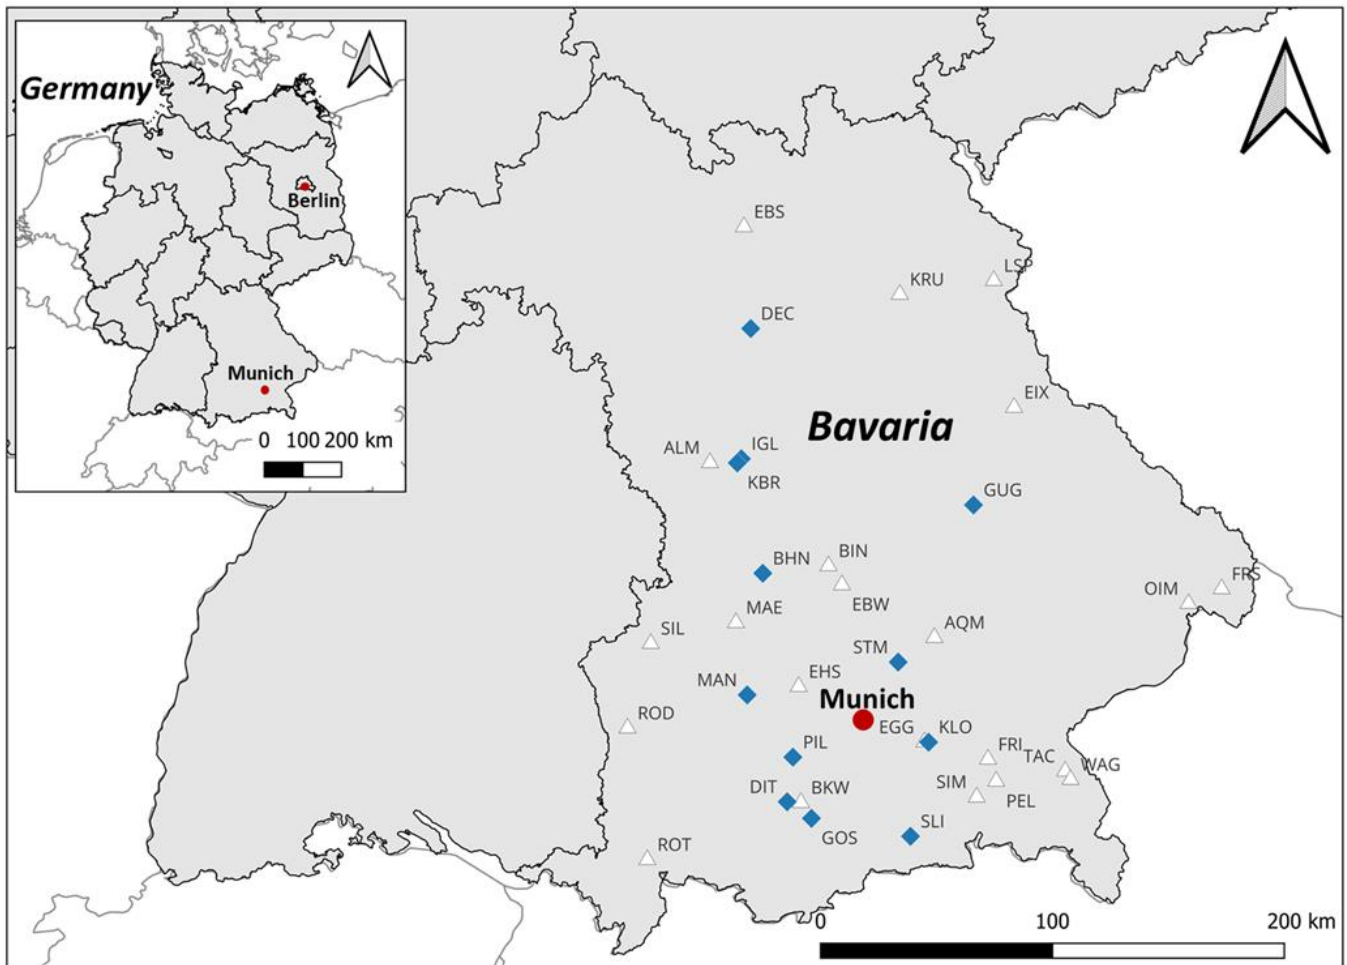 Germany
Berlin
Munich
0 100 200 km
EBS
LSP
KRU
DEC
EIX
Bavaria
ALM
IGL
KBR
GUG
BHN
BIN
EBW
OIM
FRS
MAE
SIL
AQM
STM
EHS
MAN
Munich
ROD
EGG
KLO
PIL
FRI
TAC
WAG
DIT
BKW
SIM
PEL
GOS
SLI
ROT
0 100 200 km